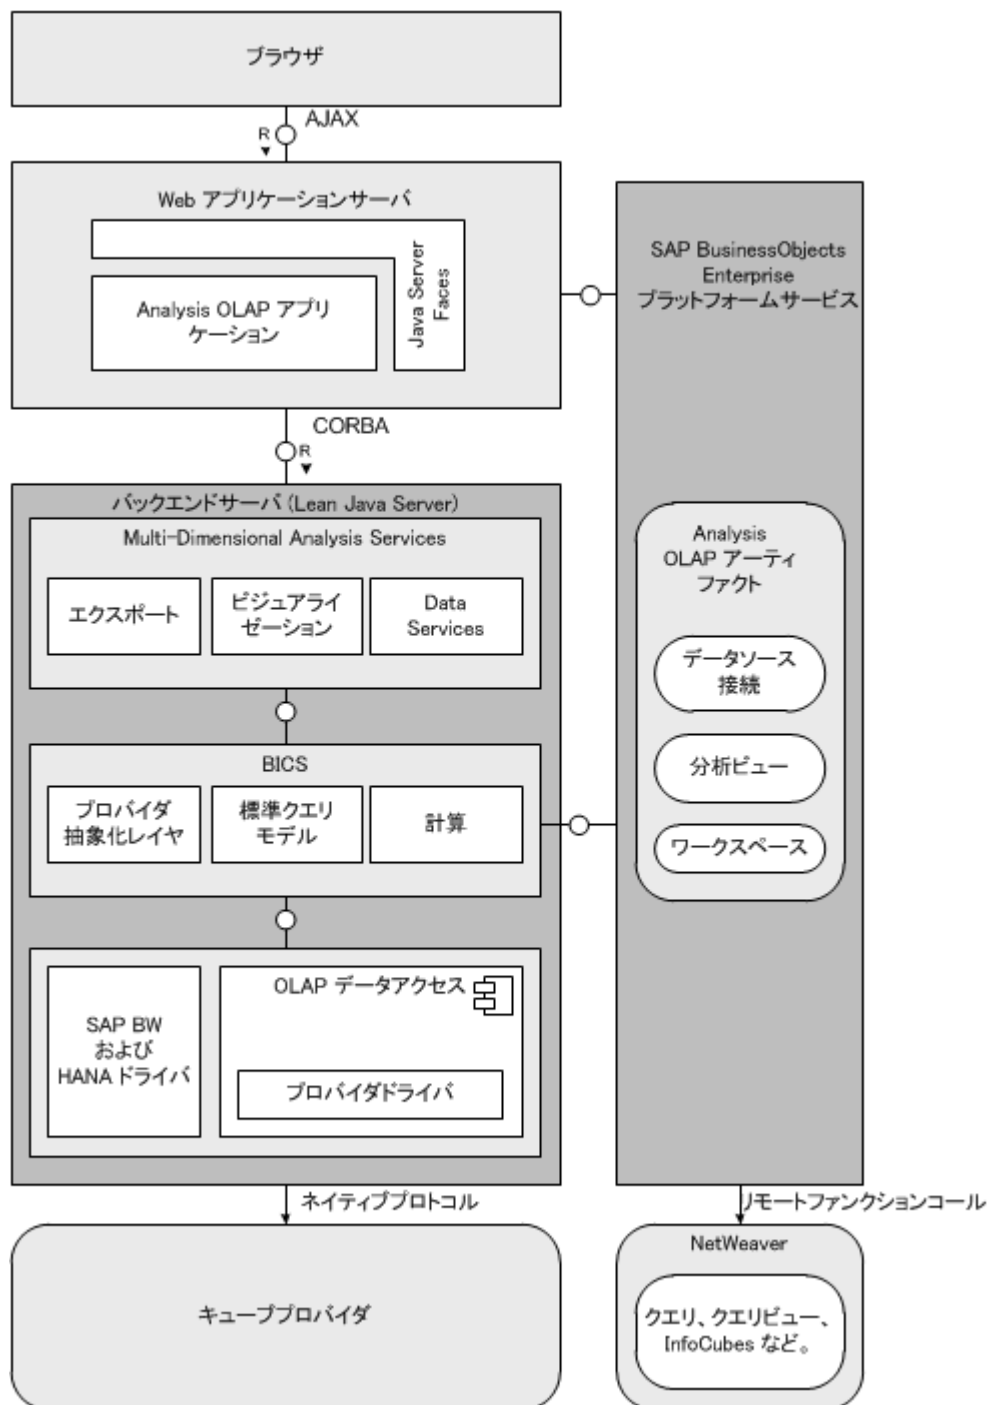 ブラウザ
AJAX
R
Web アプリケーションサーバ
Java Server
Faces
Analysis OLAP アプリ
ケーション
SAP BusinessObjects
Enterprise
プラットフォームサービス
CORBA
R
バックエンドサーバ (Lean Java Server)
Multi-Dimensional Analysis Services
エクスポート
ビジュアライ
ゼーション
Data
Services
Analysis
OLAP アーティ
ファクト
データソース
接続
分析ビュー
ワークスペース
BICS
プロバイダ
抽象化レイヤ
標準クエリ
モデル
計算
SAP BW
および
HANA ドライバ
OLAP データアクセス
プロバイダドライバ
ネイティブプロトコル
リモートファンクションコール
キューブプロバイダ
NetWeaver
クエリ、クエリビュー、
InfoCubes など。